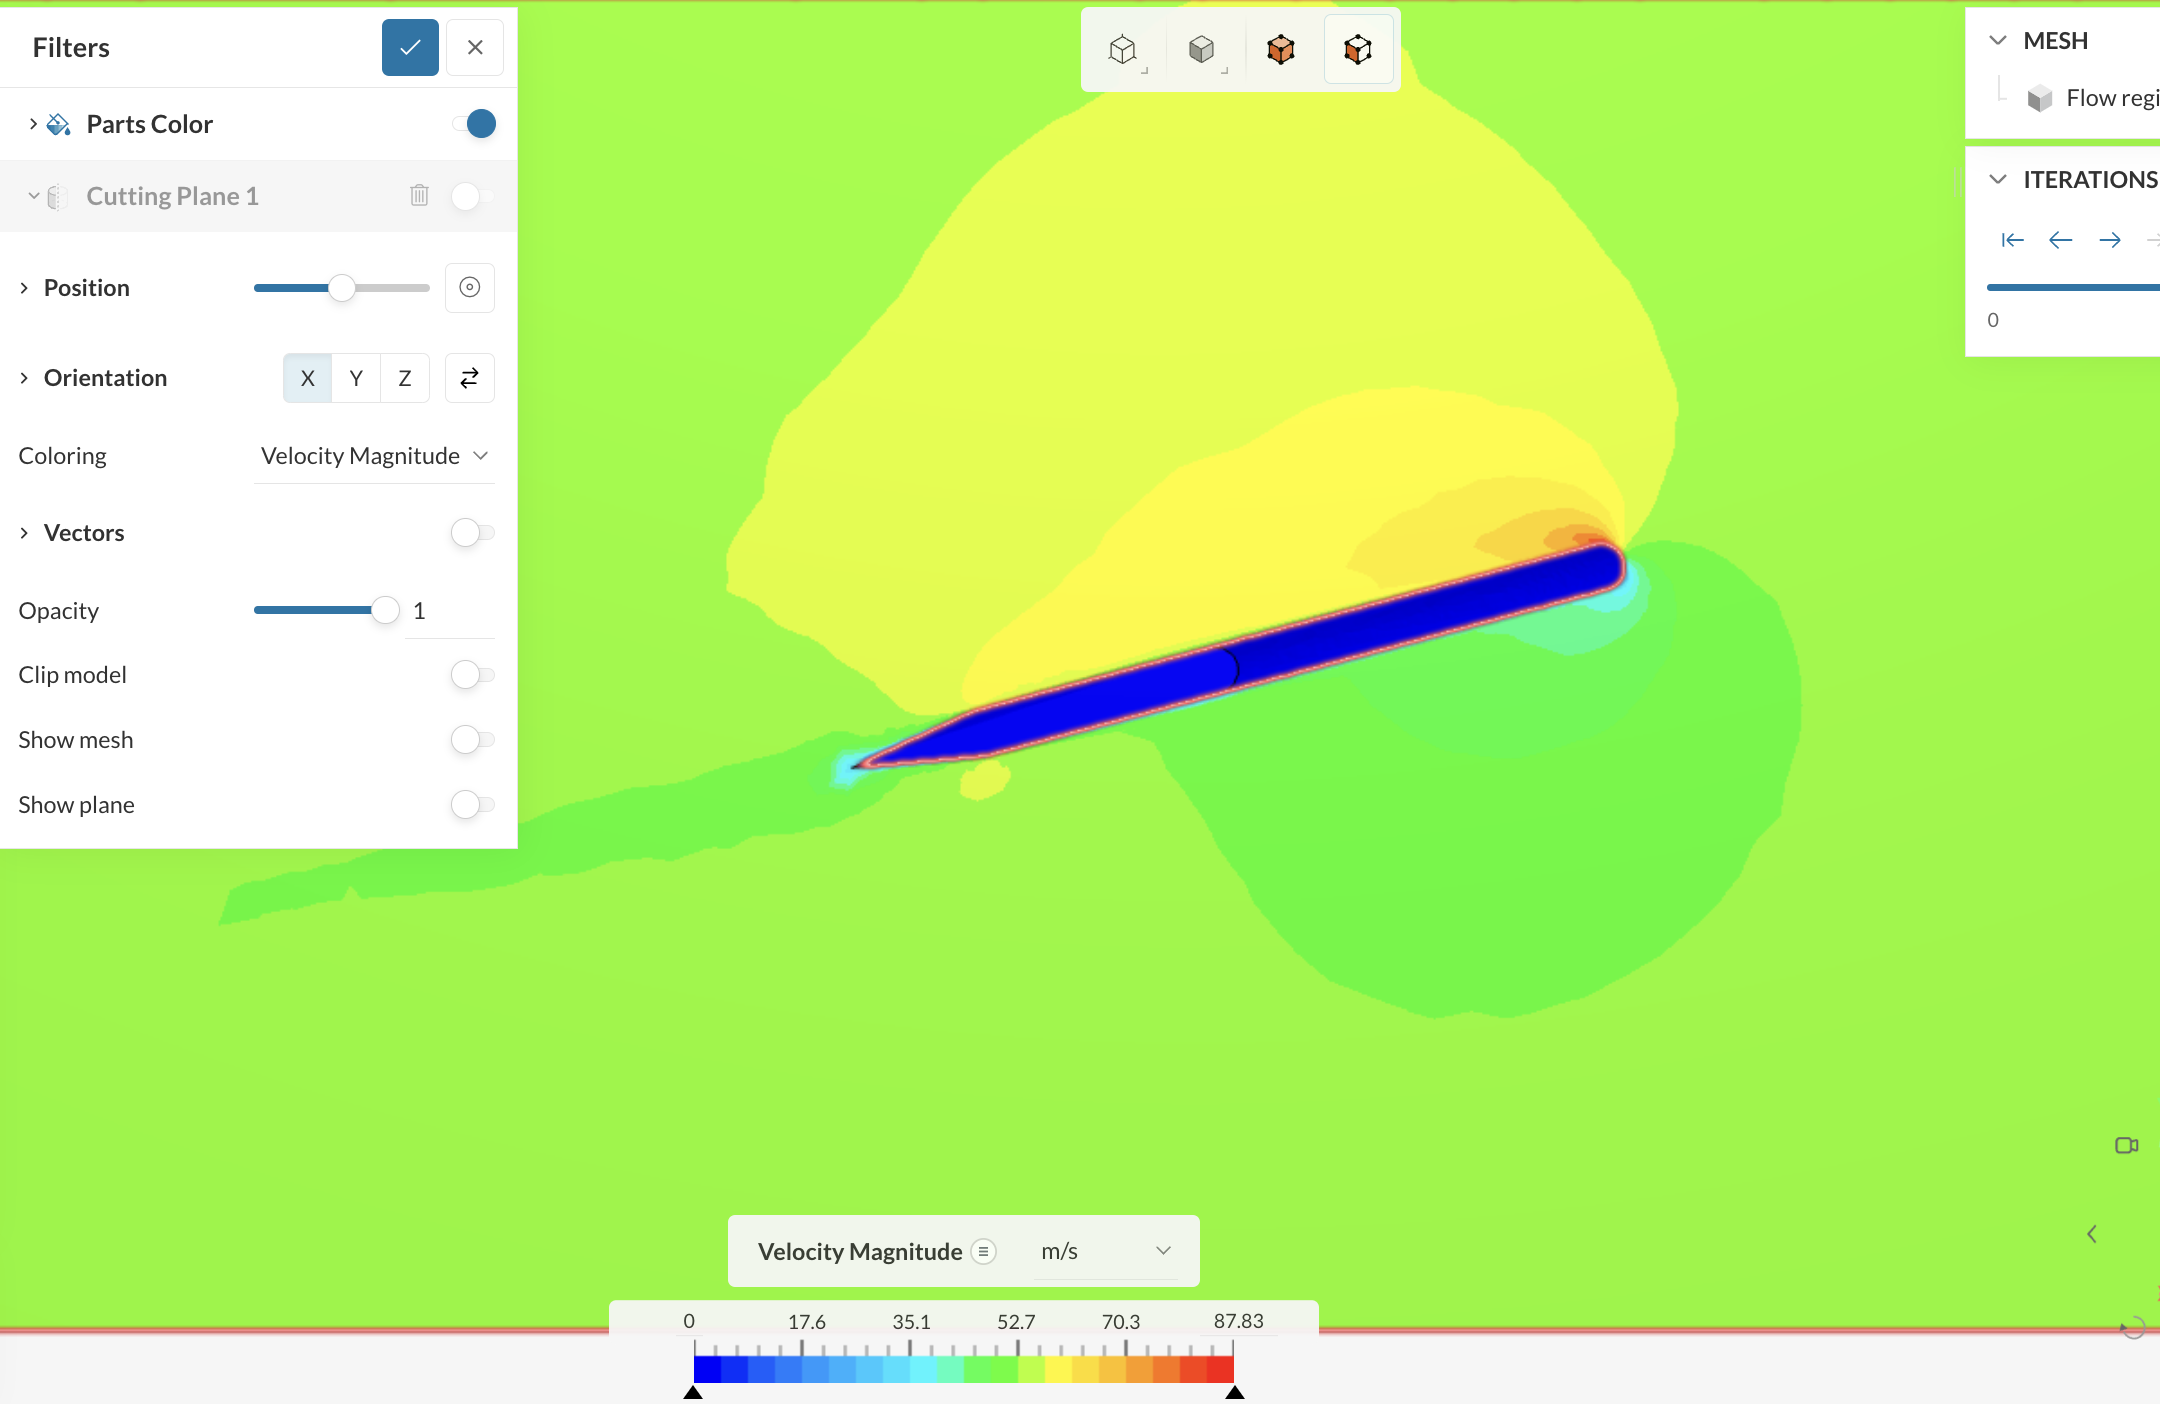 Filters
Parts Color
Cutting Plane 1
Position
Orientation X Y Z
Coloring Velocity Magnitude
Vectors
Opacity 1
Clip model
Show mesh
Show plane
MESH
Flow regi
ITERATIONS
0
Velocity Magnitude m/s
0 17.6 35.1 52.7 70.3 87.83